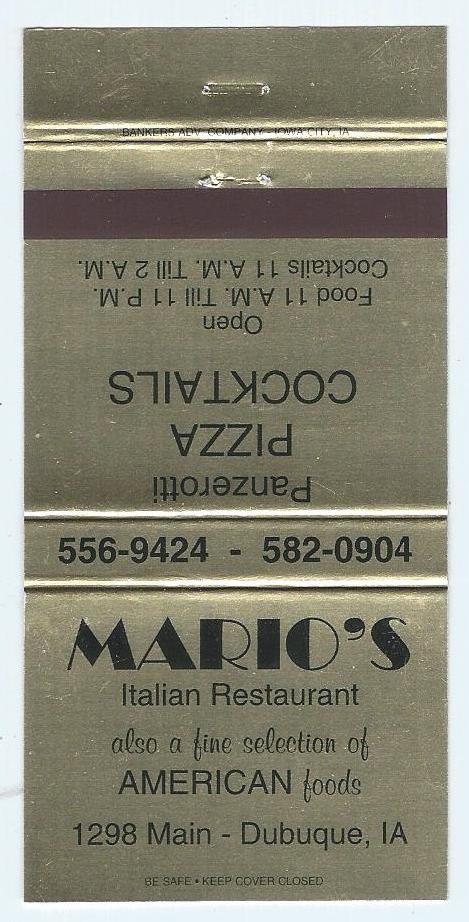 BANKERS ADV. COMPANY - IOWA CITY, IA
Panzerotti
PIZZA
COCKTAILS
Open
Food 11 A.M. Till 11 P.M.
Cocktails 11 A.M. Till 2 A.M.
556-9424 - 582-0904
MARIO'S
Italian Restaurant
also a fine selection of
AMERICAN foods
1298 Main - Dubuque, IA
BE SAFE • KEEP COVER CLOSED